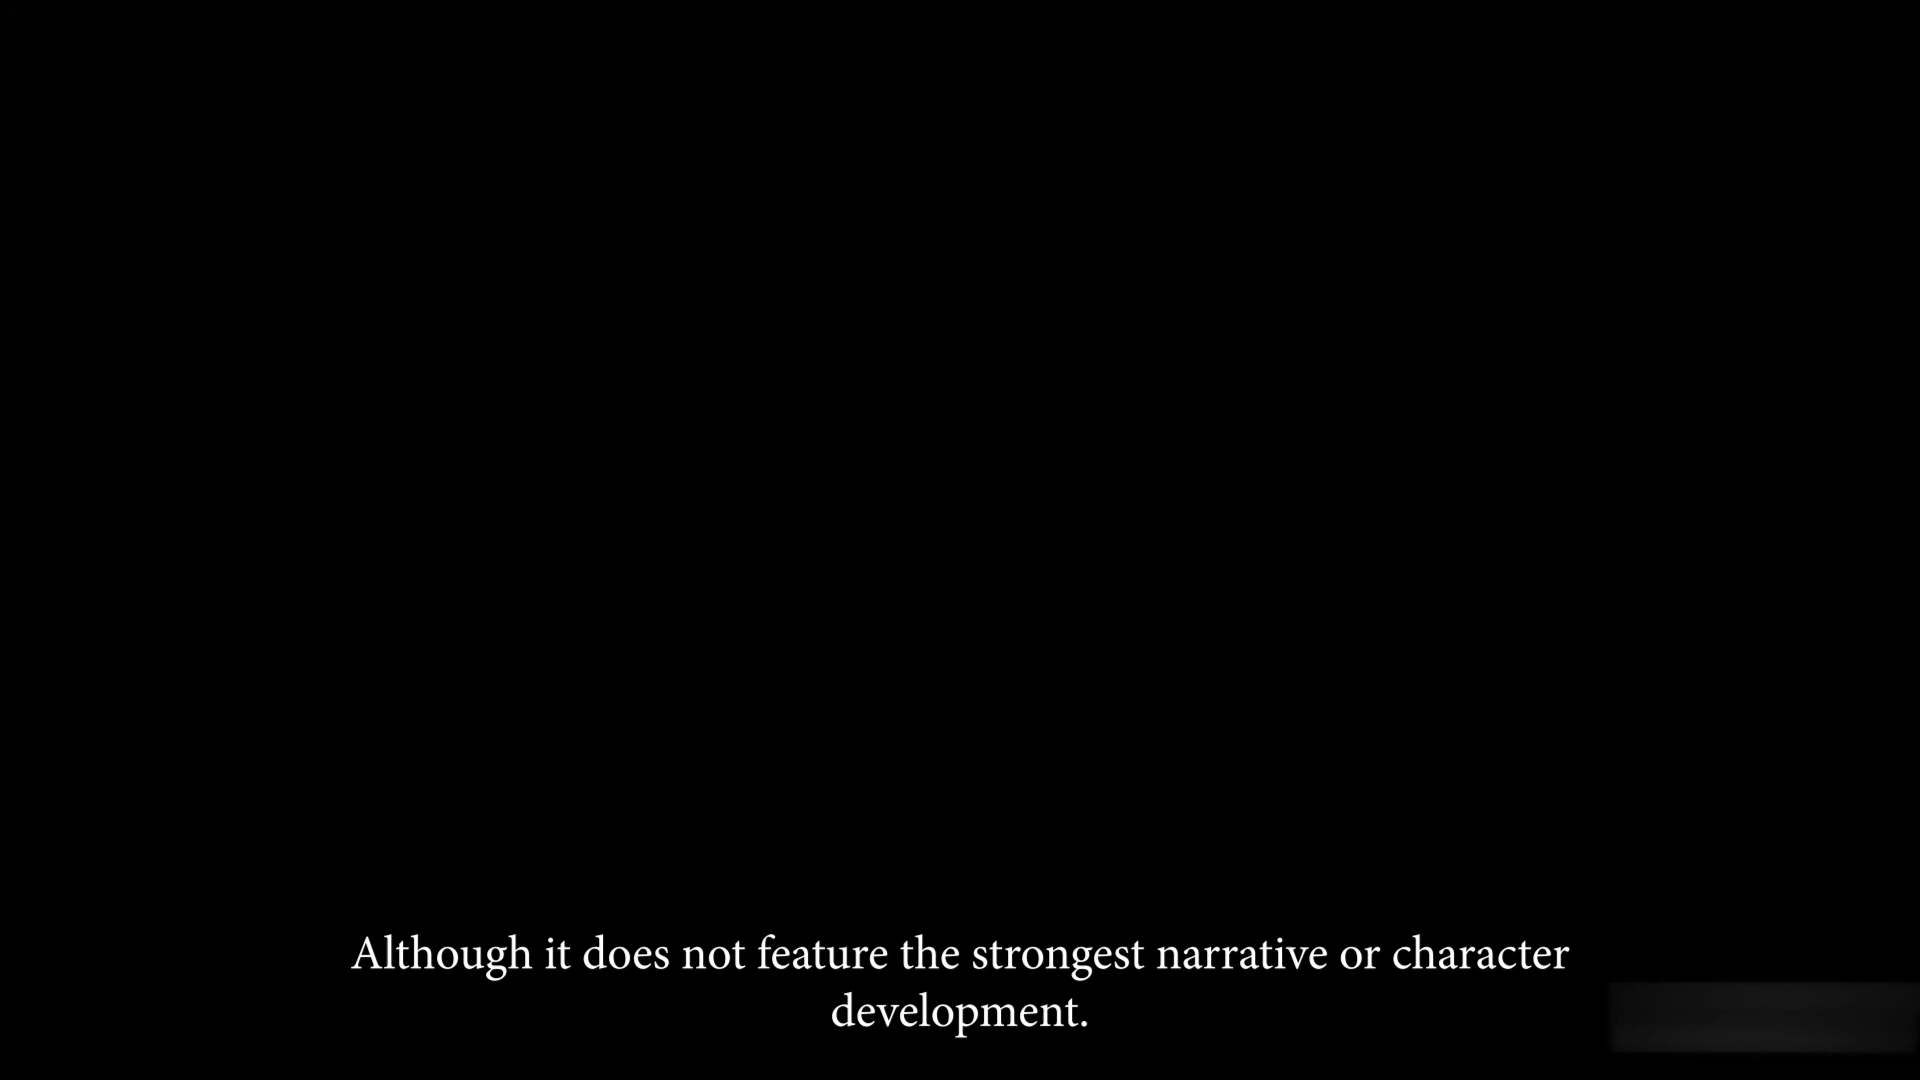 Although it does not feature the strongest narrative or character
development.